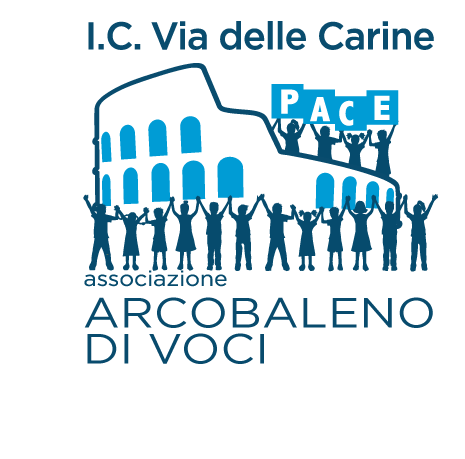 I.C. Via delle Carine
PACE
associazione
ARCOBALENO
DI VOCI